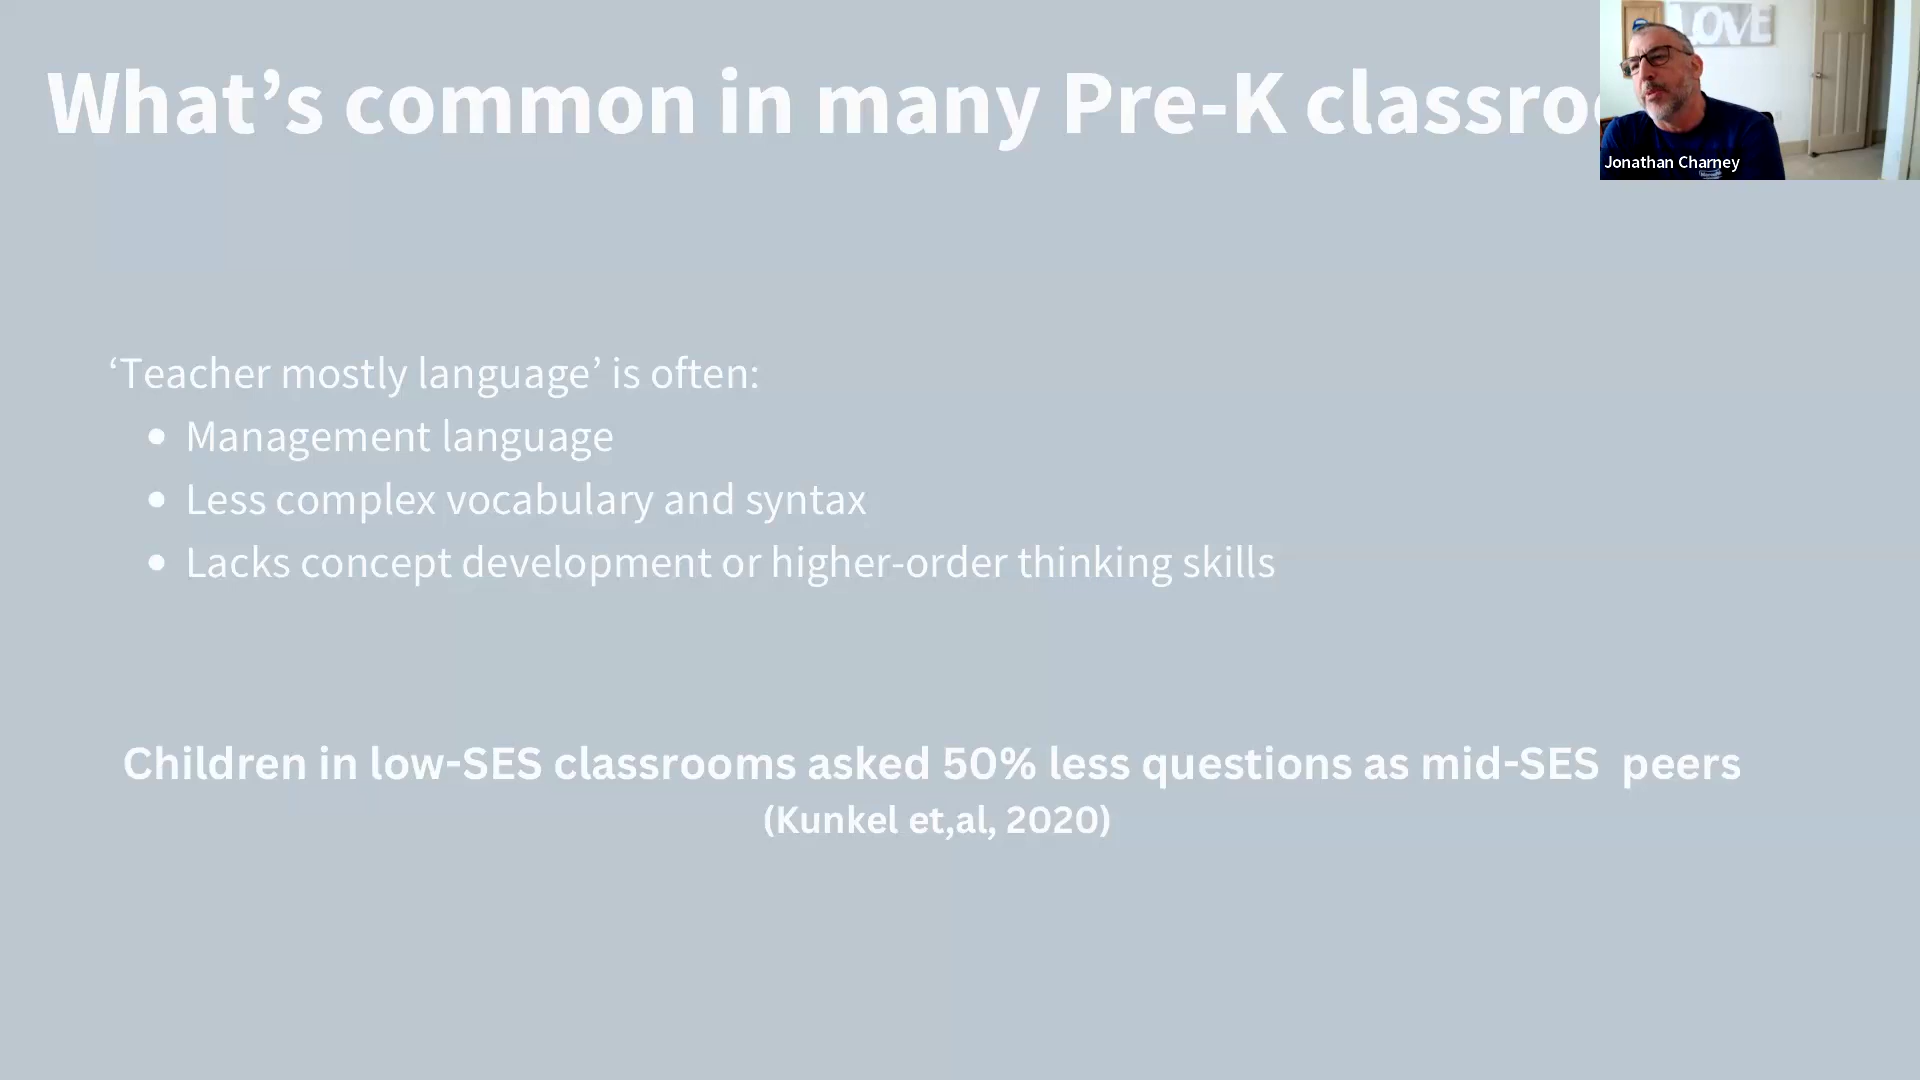 What’s common in many Pre-K
LOVE
Jonathan Charney
‘Teacher mostly language’ is often:
• Management language
• Less complex vocabulary and syntax
• Lacks concept development or higher-order thinking skills
Children in low-SES classrooms asked 50% less questions as mid-SES peers
(Kunkel et,al, 2020)